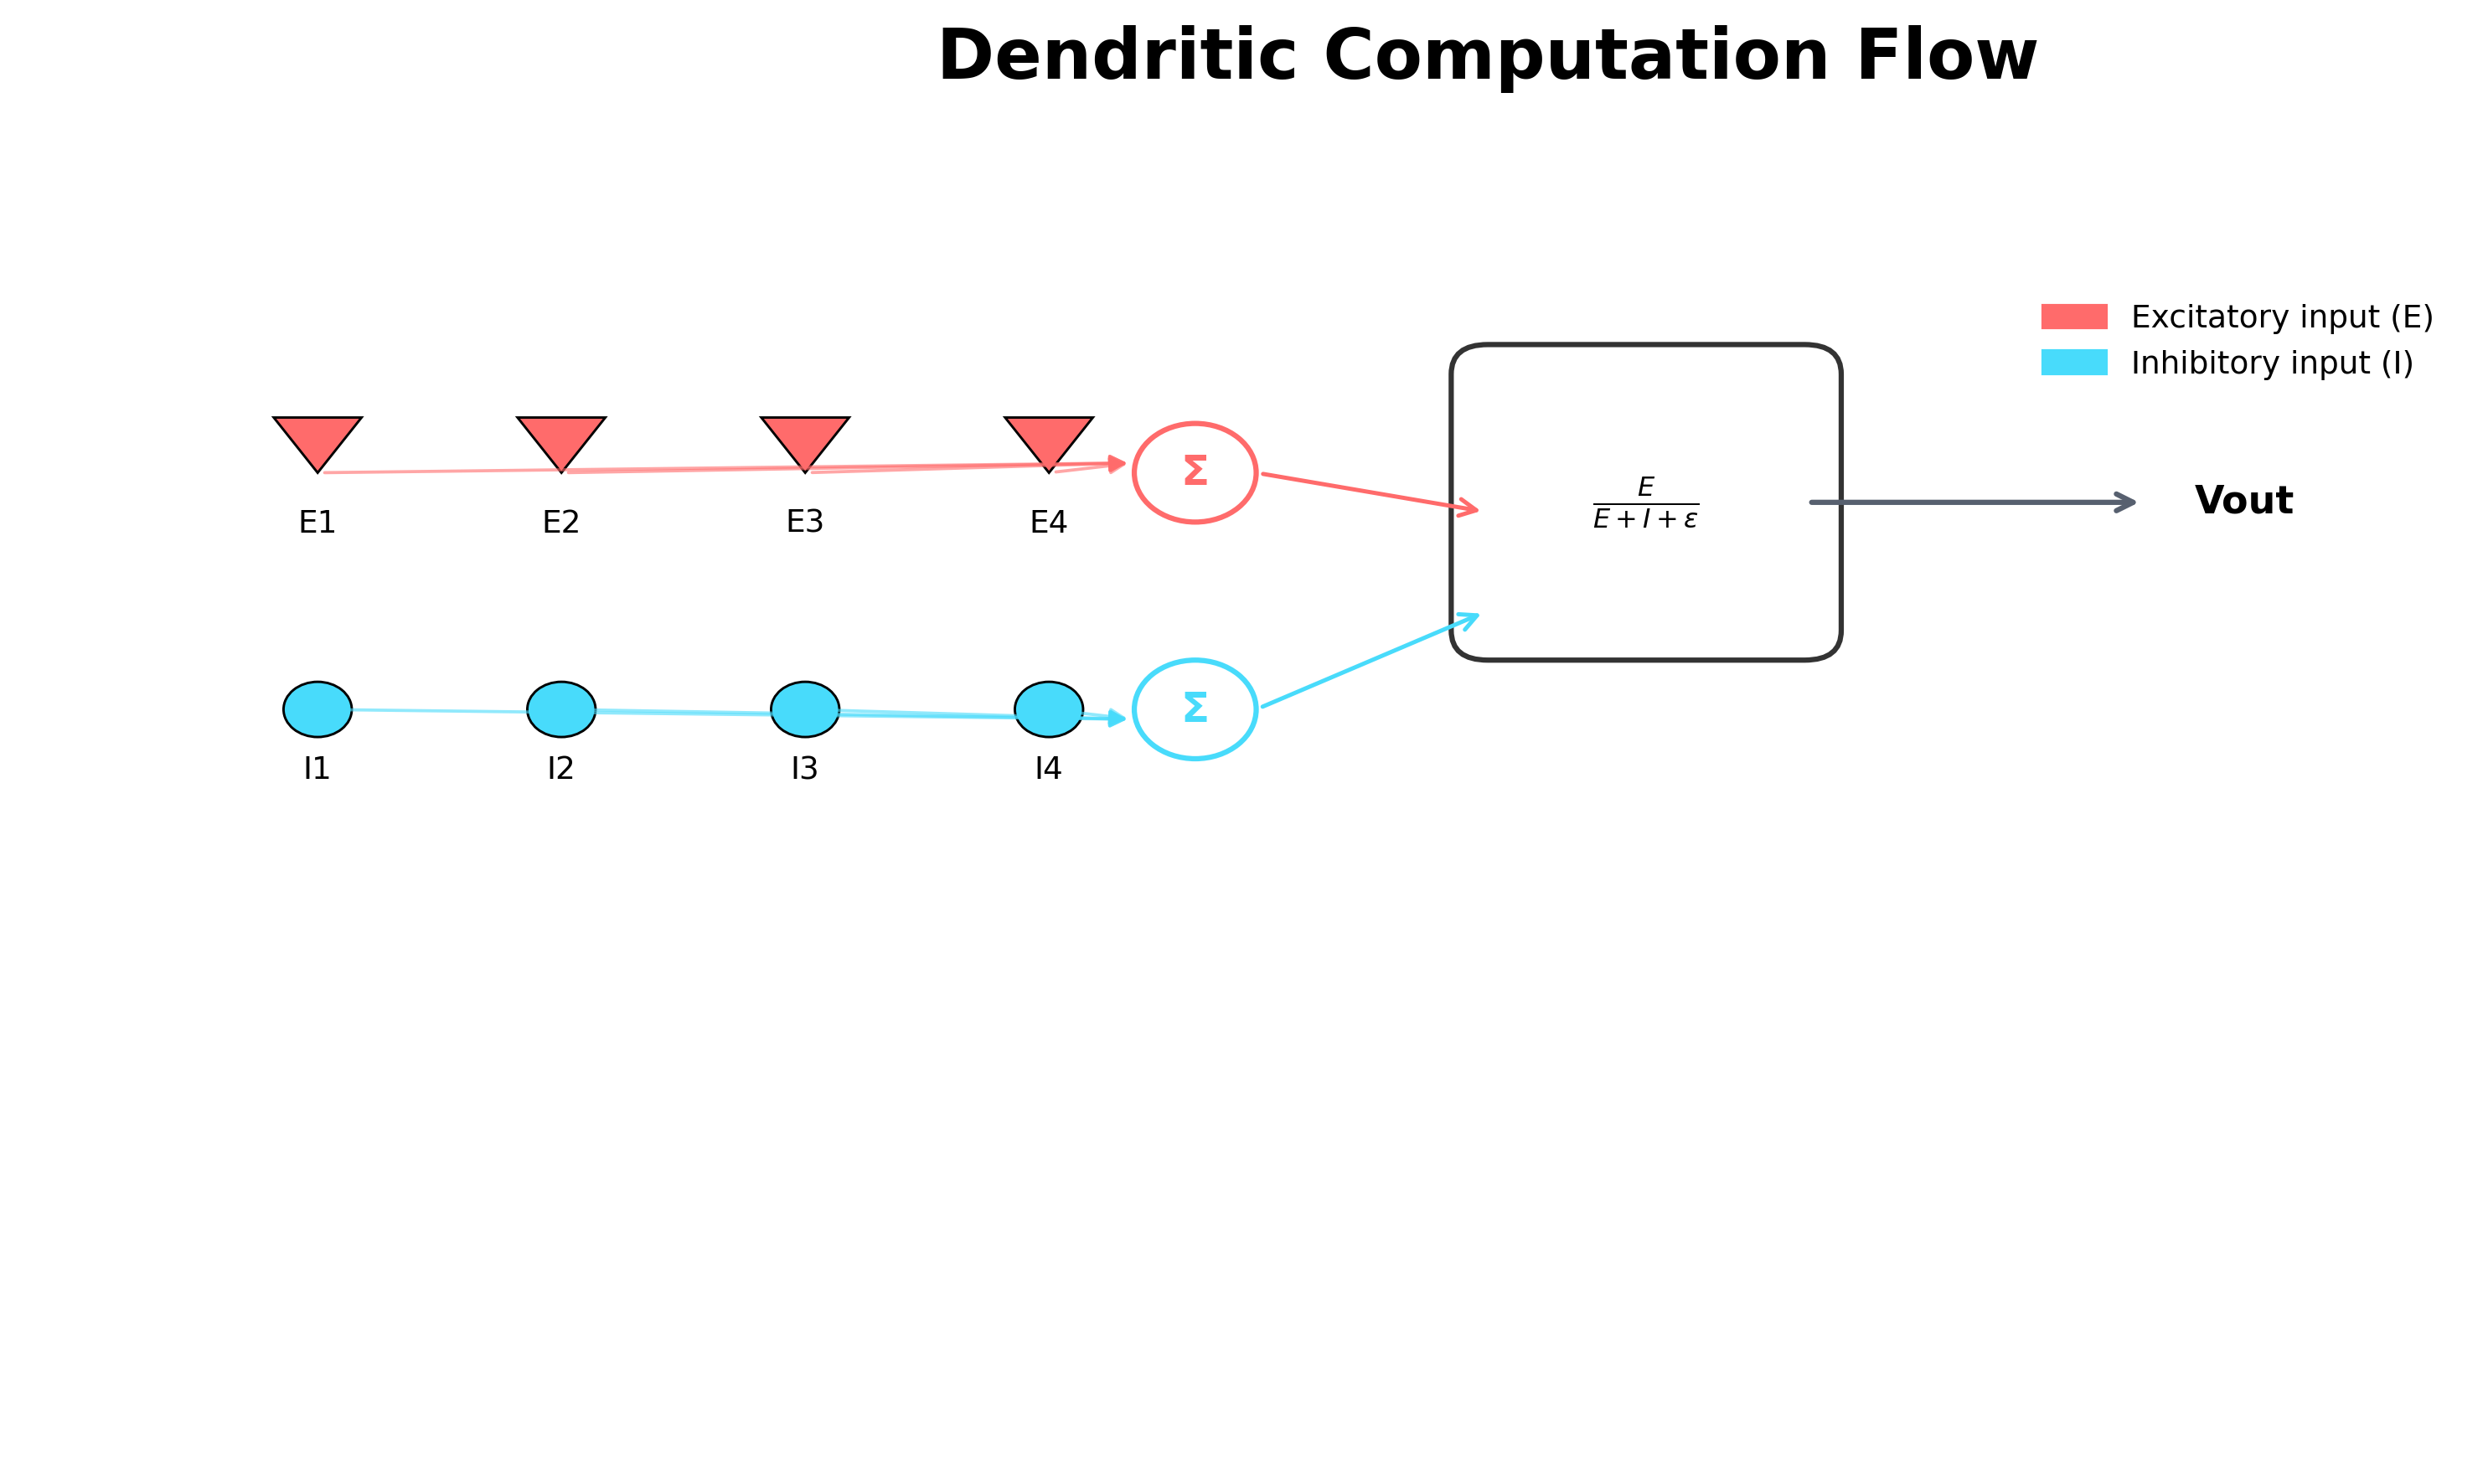 Dendritic Computation Flow
Excitatory input (E)
Inhibitory input (I)
E1 E2 E3 E4
Σ
E
E + I + ε
Vout
I1 I2 I3 I4
Σ